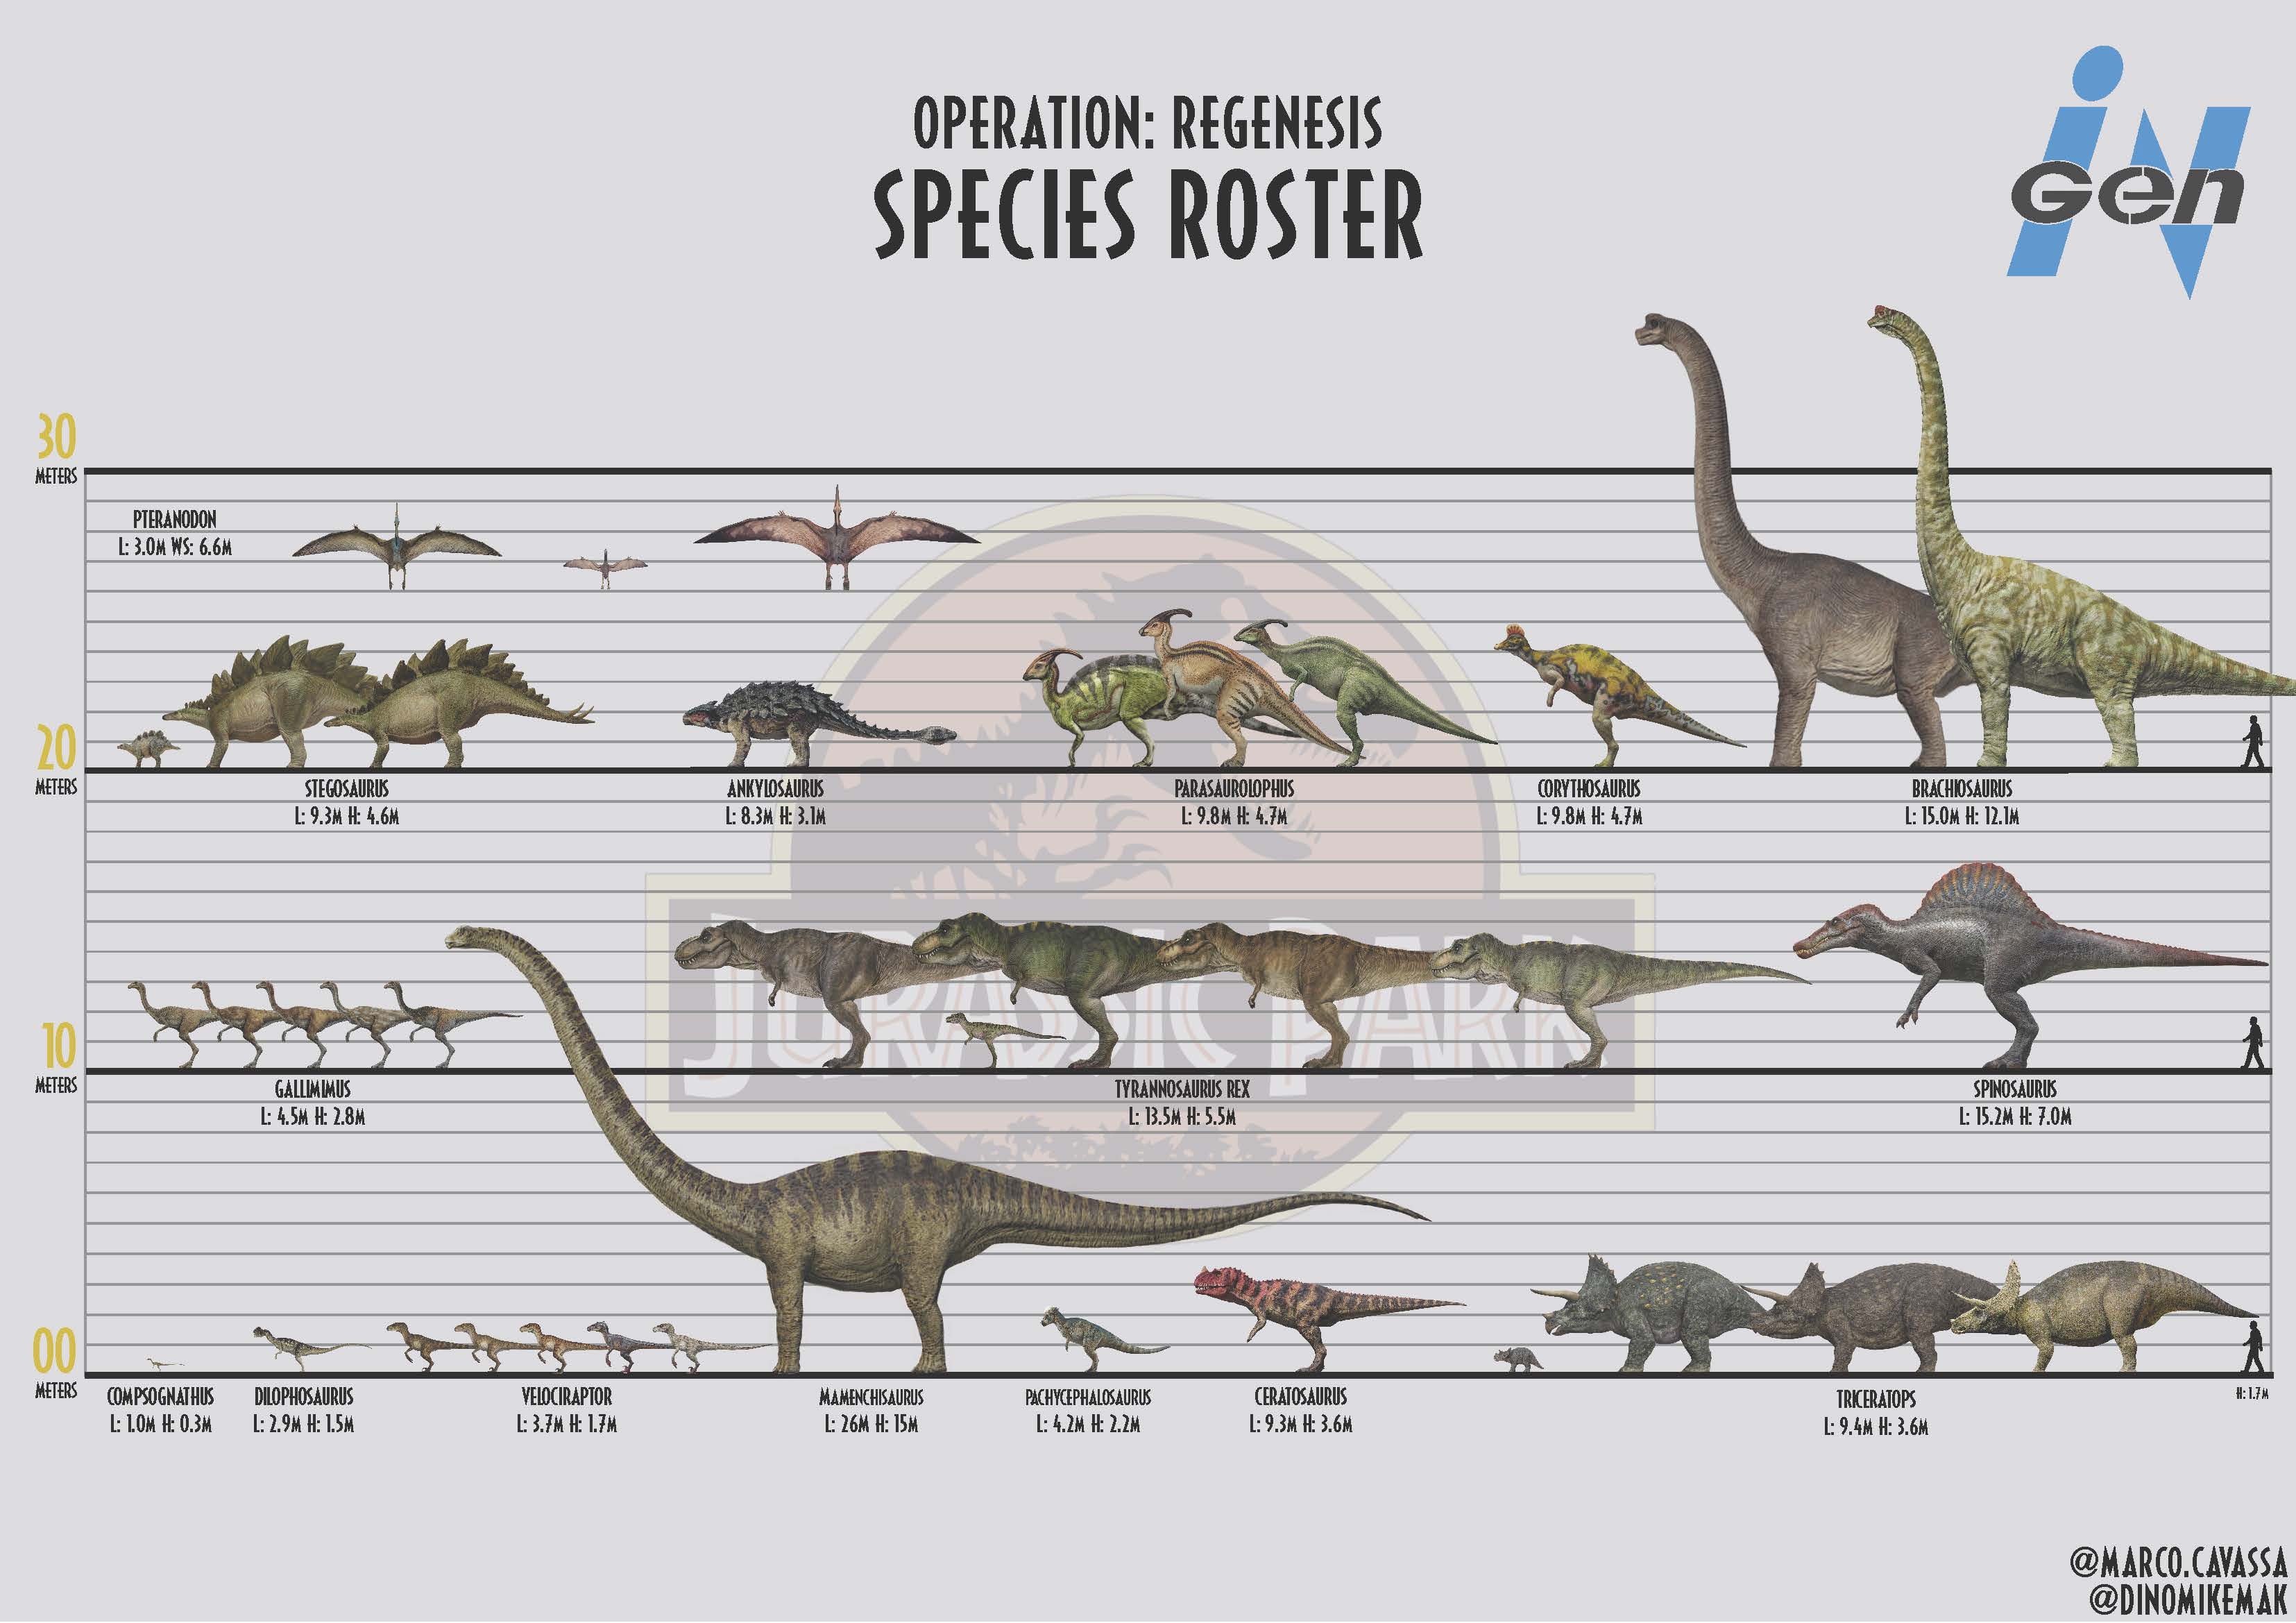 OPERATION: REGENESIS
SPECIES ROSTER
iN
Gen
30
METERS
PTERANODON
L: 3.0M WS: 6.6M
20
METERS
STEGOSAURUS
L: 9.3M H: 4.6M
ANKYLOSAURUS
L: 8.3M H: 3.1M
PARASAUROLOPHUS
L: 9.8M H: 4.7M
CORYTHOSAURUS
L: 9.8M H: 4.7M
BRACHIOSAURUS
L: 15.0M H: 12.1M
JURASSIC PARK
10
METERS
GALLIMIMUS
L: 4.5M H: 2.8M
TYRANNOSAURUS REX
L: 13.5M H: 5.5M
SPINOSAURUS
L: 15.2M H: 7.0M
00
METERS
COMPSOGNATHUS
L: 1.0M H: 0.3M
DILOPHOSAURUS
L: 2.9M H: 1.5M
VELOCIRAPTOR
L: 3.7M H: 1.7M
MAMENCHISAURUS
L: 26M H: 15M
PACHYCEPHALOSAURUS
L: 4.2M H: 2.2M
CERATOSAURUS
L: 9.3M H: 3.6M
TRICERATOPS
L: 9.4M H: 3.6M
H: 1.7M
@MARCO.CAVASSA
@DINOMIKEMAK